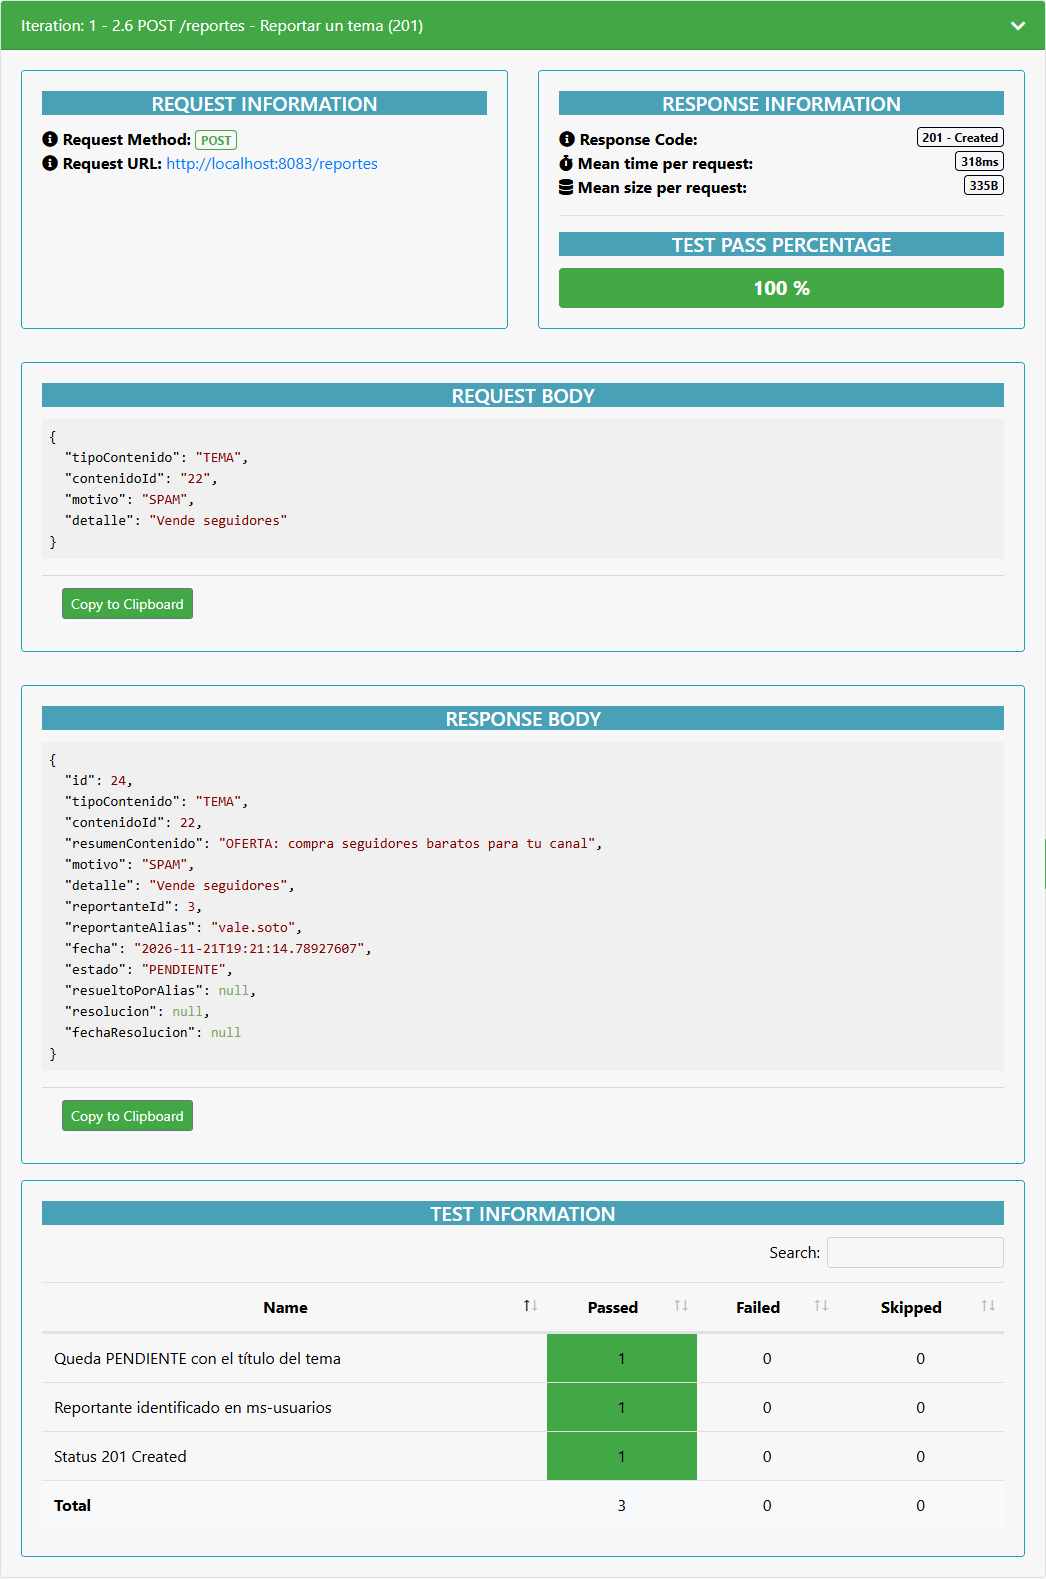 Iteration: 1 - 2.6 POST /reportes - Reportar un tema (201)
REQUEST INFORMATION
Request Method: POST
Request URL: http://localhost:8083/reportes
RESPONSE INFORMATION
Response Code: 201 - Created
Mean time per request: 318ms
Mean size per request: 335B
TEST PASS PERCENTAGE
100 %
REQUEST BODY
{
  "tipoContenido": "TEMA",
  "contenidoId": "22",
  "motivo": "SPAM",
  "detalle": "Vende seguidores"
}
Copy to Clipboard
RESPONSE BODY
{
  "id": 24,
  "tipoContenido": "TEMA",
  "contenidoId": 22,
  "resumenContenido": "OFERTA: compra seguidores baratos para tu canal",
  "motivo": "SPAM",
  "detalle": "Vende seguidores",
  "reportanteId": 3,
  "reportanteAlias": "vale.soto",
  "fecha": "2026-11-21T19:21:14.78927607",
  "estado": "PENDIENTE",
  "resueltoPorAlias": null,
  "resolucion": null,
  "fechaResolucion": null
}
Copy to Clipboard
TEST INFORMATION
Search:
Name Passed Failed Skipped
Queda PENDIENTE con el título del tema 1 0 0
Reportante identificado en ms-usuarios 1 0 0
Status 201 Created 1 0 0
Total 3 0 0